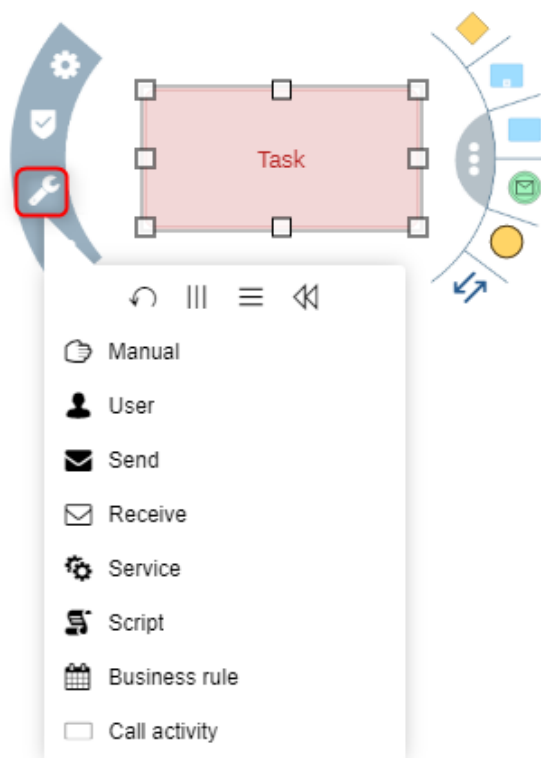 Task
Manual
User
Send
Receive
Service
Script
Business rule
Call activity